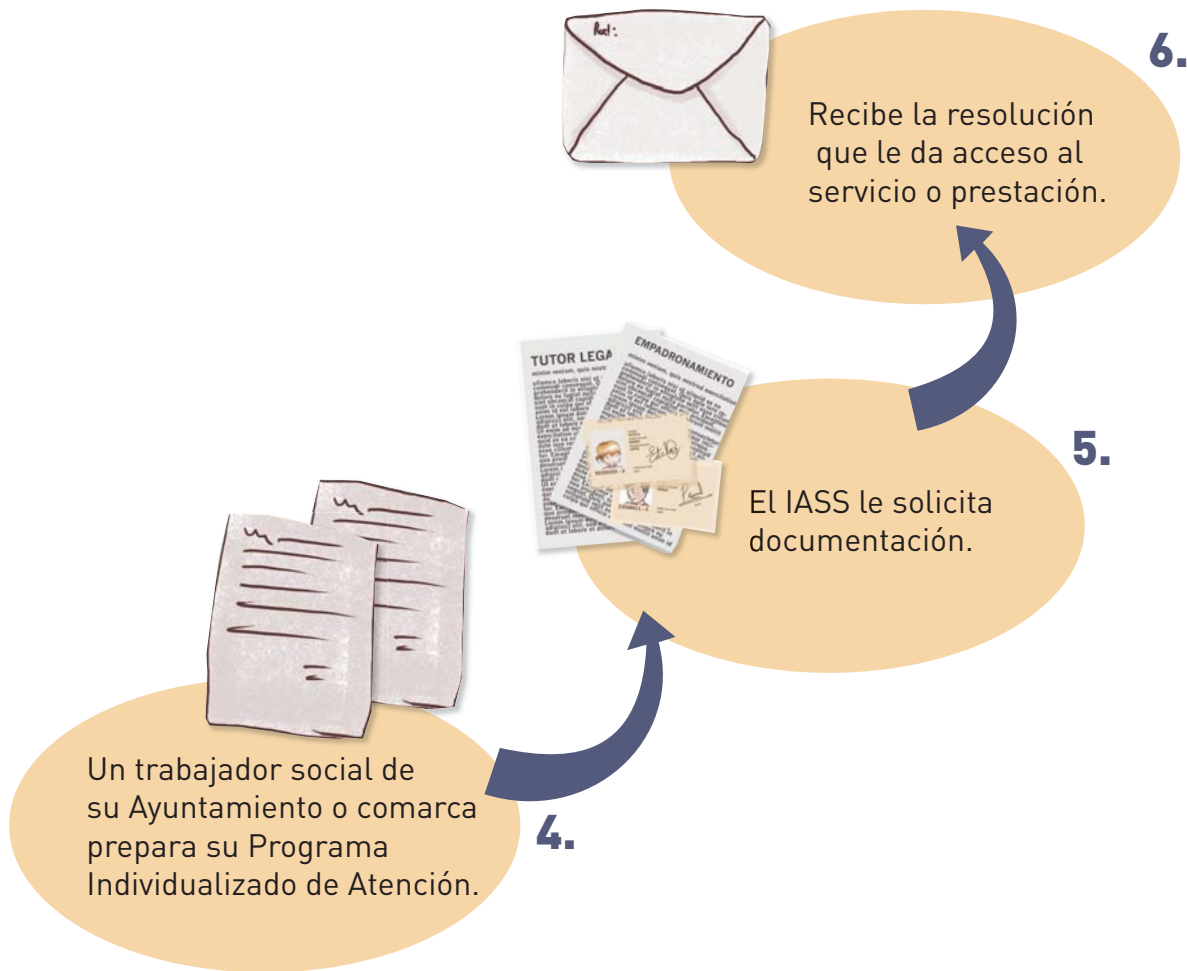 6.
Recibe la resolución
que le da acceso al
servicio o prestación.
TUTOR LEGA
EMPADRONAMIENTO
5.
El IASS le solicita
documentación.
Un trabajador social de
su Ayuntamiento o comarca
prepara su Programa
Individualizado de Atención.
4.